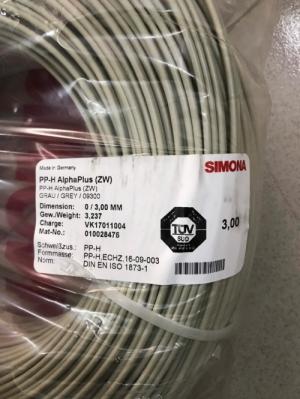 Made in Germany
SIMONA
PP-H AlphaPlus (ZW)
PP-H AlphaPlus (ZW)
GRAU / GREY / 09300
Dimension: 0 / 3,00 MM
Gew./Weight: 3,237
Charge: VK17011004
Mat-No.: 010028476
TÜV
3,00
Schweißzus.: PP-H
Formmasse: PP-H,ECHZ,16-09-003
Norm: DIN EN ISO 1873-1